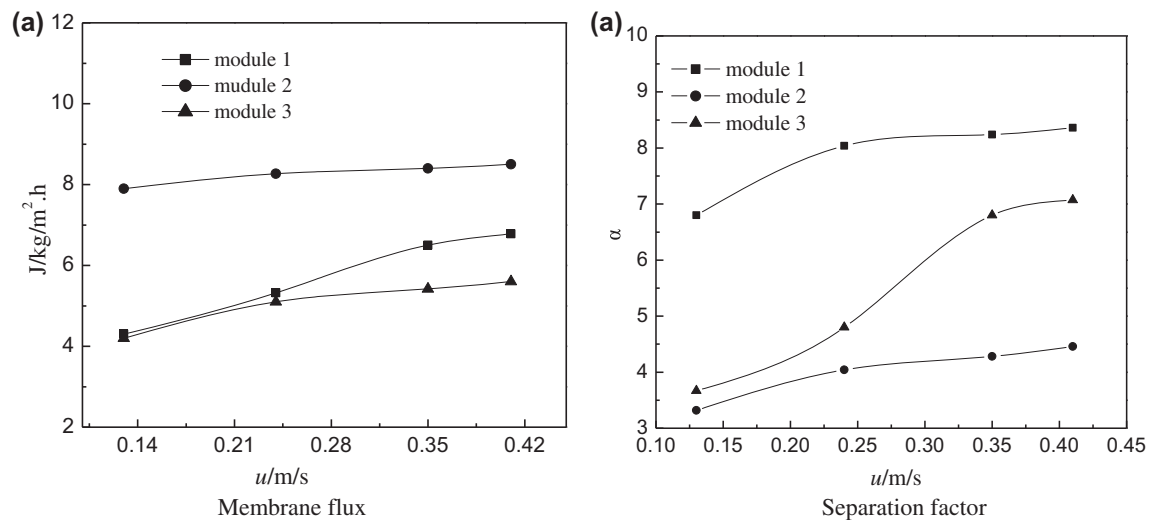 (a)
12
10
8
6
4
2
J/kg/m².h
module 1
mudule 2
module 3
0.14 0.21 0.28 0.35 0.42
u/m/s
Membrane flux
(a)
10
9
8
7
6
5
4
3
α
module 1
module 2
module 3
0.10 0.15 0.20 0.25 0.30 0.35 0.40 0.45
u/m/s
Separation factor